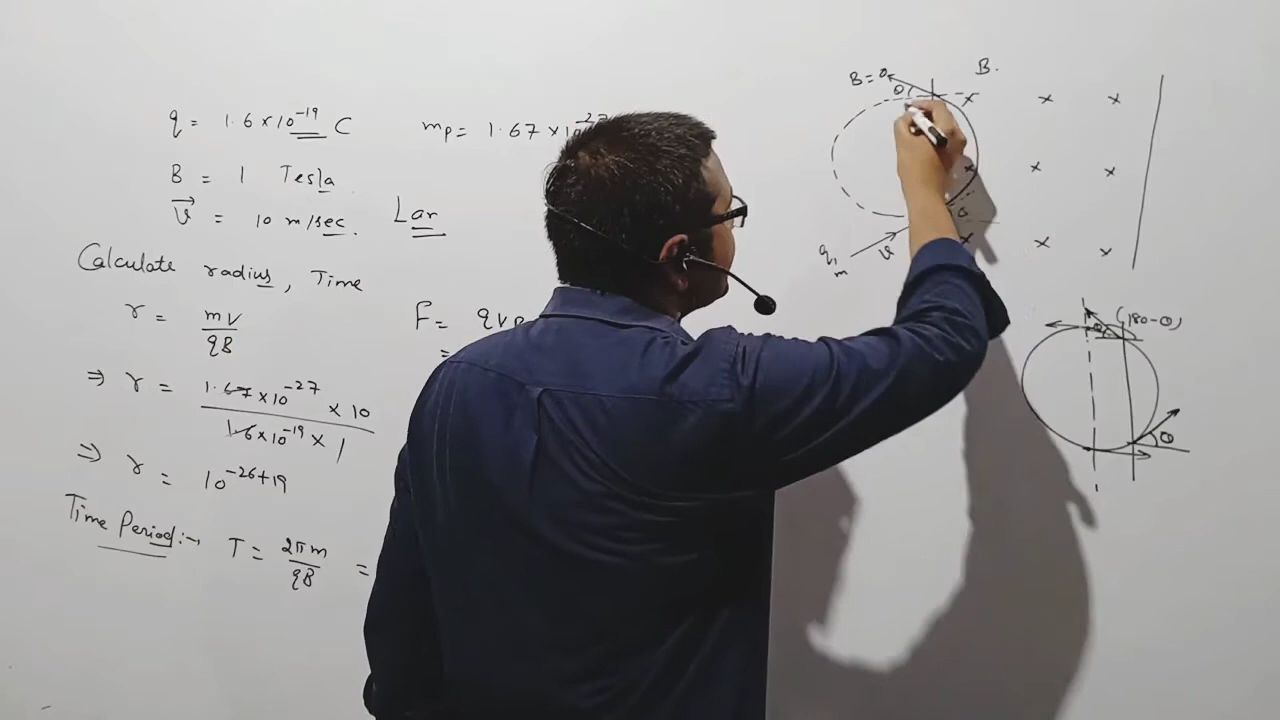 q = 1.6 × 10⁻¹⁹ C
mp = 1.67 × 10⁻²⁷
B = 1 Tesla
v⃗ = 10 m/sec.
Calculate radius, Time
r = mv/qB
F = qvB
=
⇒ r = 1.67 × 10⁻²⁷ × 10 / 1.6 × 10⁻¹⁹ × 1
⇒ r = 10⁻²⁶⁺¹⁹
Time Period:→ T = 2πm/qB =
B=0
B.
θ
× × ×
× × ×
θ
× × ×
q, m
v
(180-θ)
θ
θ